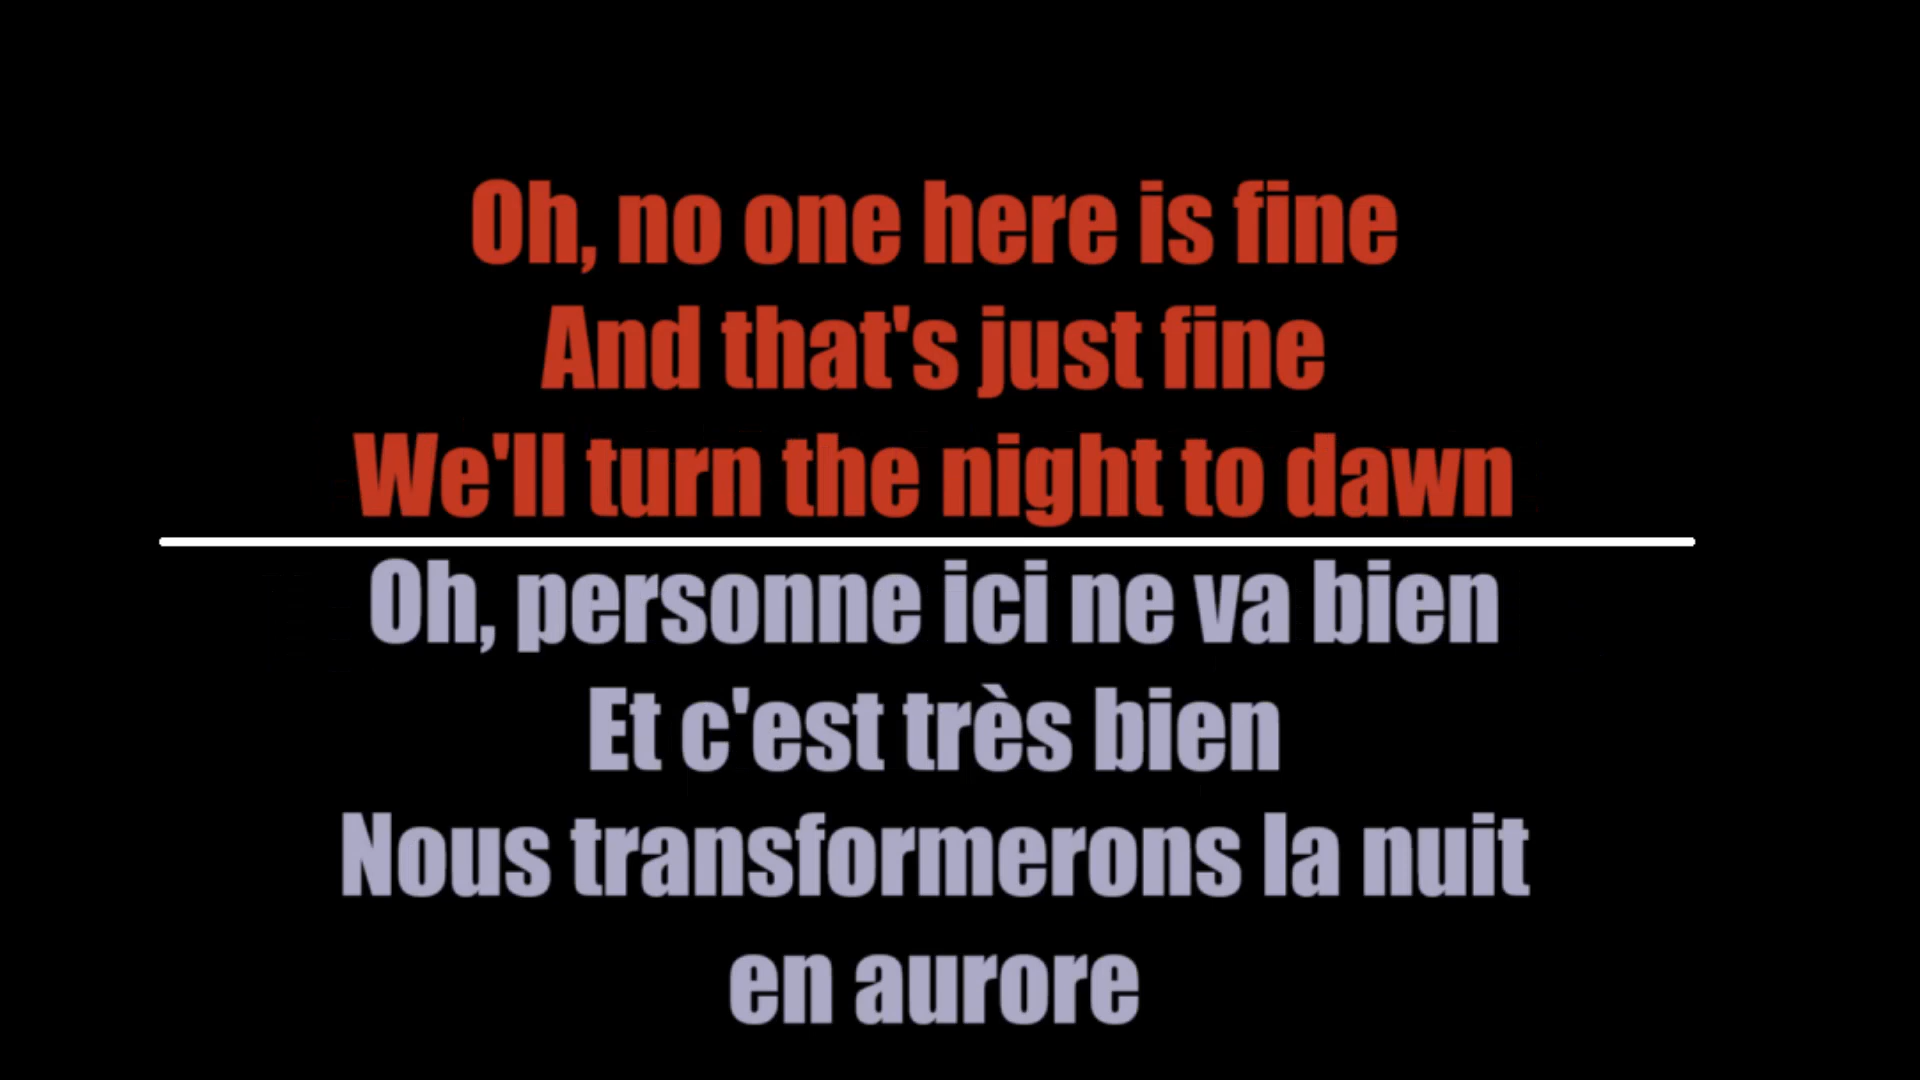 Oh, no one here is fine
And that's just fine
We'll turn the night to dawn
Oh, personne ici ne va bien
Et c'est très bien
Nous transformerons la nuit
en aurore